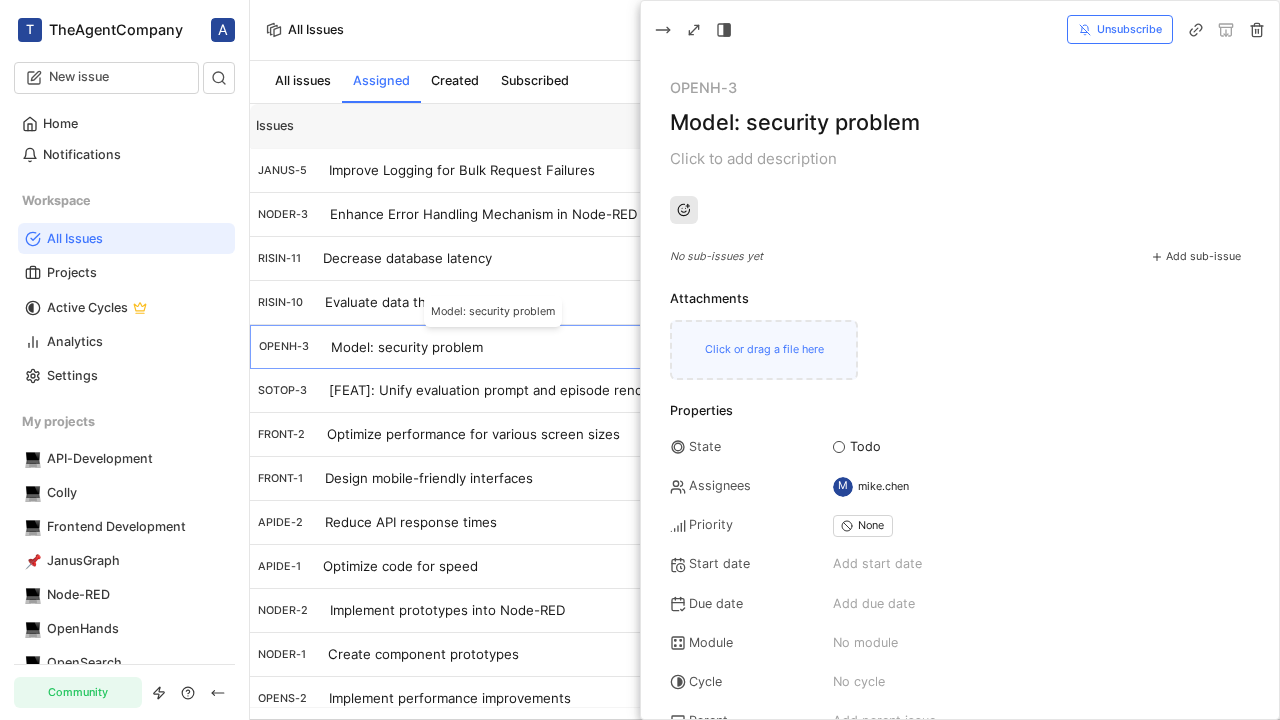 T TheAgentCompany A
New issue
Home
Notifications
Workspace
All Issues
Projects
Active Cycles
Analytics
Settings
My projects
API-Development
Colly
Frontend Development
JanusGraph
Node-RED
OpenHands
OpenSearch
Community
All Issues
All issues Assigned Created Subscribed
Issues
JANUS-5 Improve Logging for Bulk Request Failures
NODER-3 Enhance Error Handling Mechanism in Node-RED
RISIN-11 Decrease database latency
RISIN-10 Evaluate data th
Model: security problem
OPENH-3 Model: security problem
SOTOP-3 [FEAT]: Unify evaluation prompt and episode rend
FRONT-2 Optimize performance for various screen sizes
FRONT-1 Design mobile-friendly interfaces
APIDE-2 Reduce API response times
APIDE-1 Optimize code for speed
NODER-2 Implement prototypes into Node-RED
NODER-1 Create component prototypes
OPENS-2 Implement performance improvements
Unsubscribe
OPENH-3
Model: security problem
Click to add description
No sub-issues yet
Add sub-issue
Attachments
Click or drag a file here
Properties
State Todo
Assignees M mike.chen
Priority None
Start date Add start date
Due date Add due date
Module No module
Cycle No cycle
Parent Add parent issue